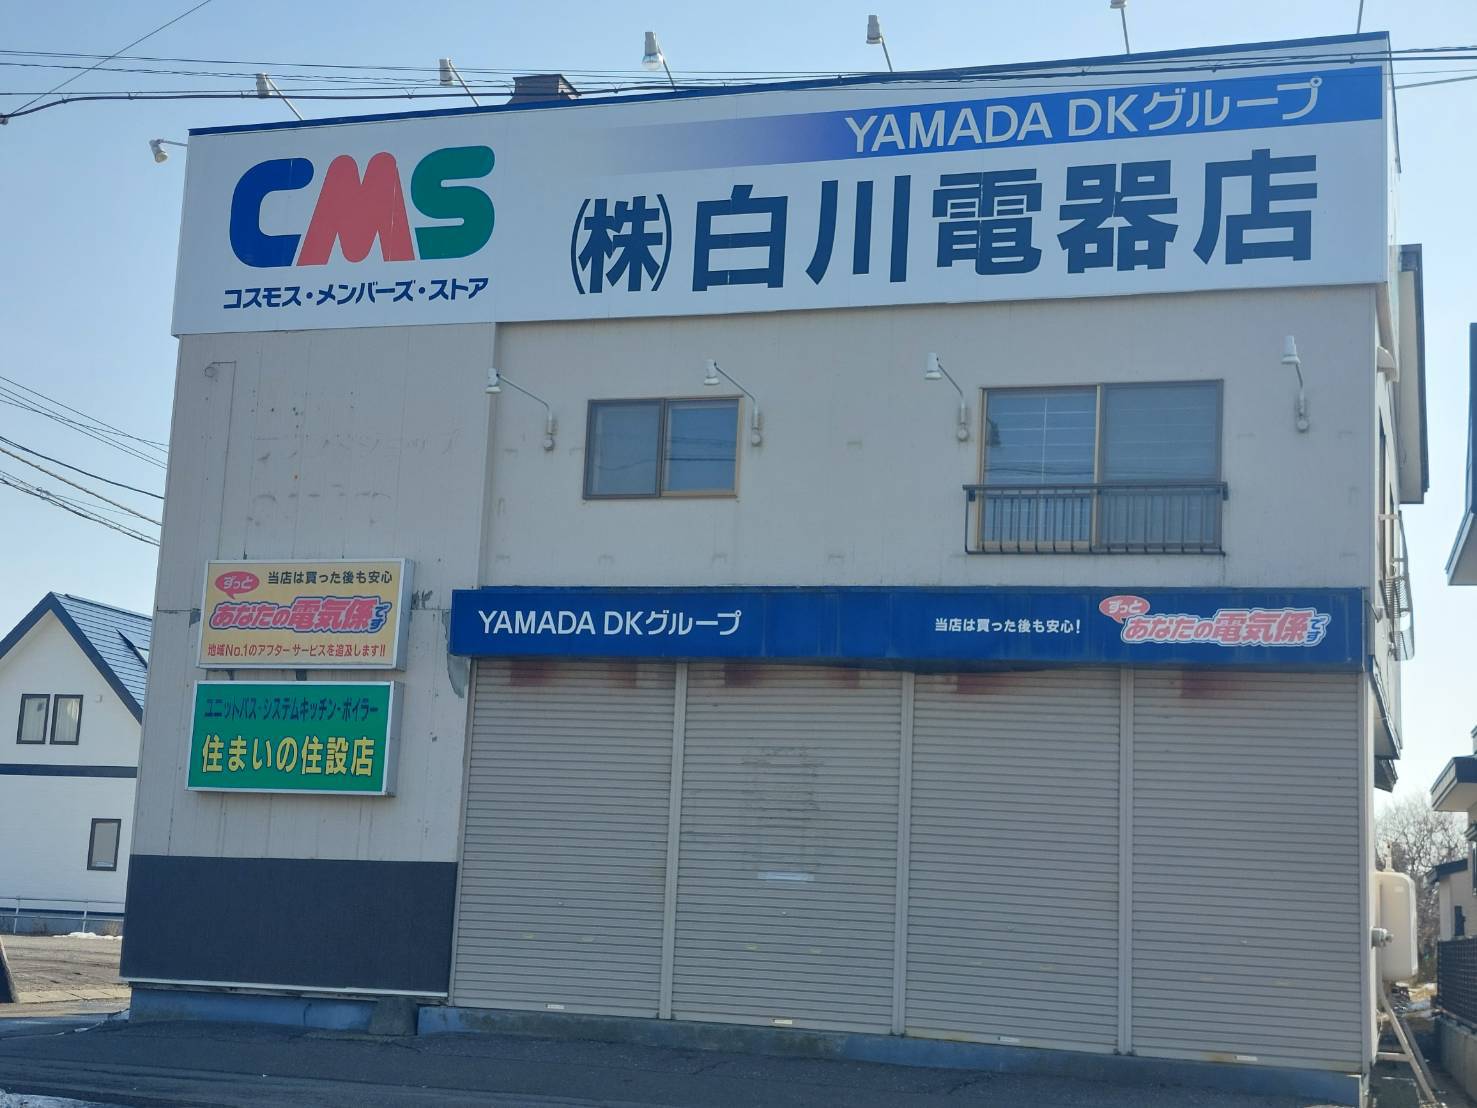 YAMADA DKグループ
CMS
コスモス・メンバーズ・ストア
㈱白川電器店
ずっと
当店は買った後も安心
あなたの電気係です
地域No.1のアフターサービスを追及します!!
ユニットバス・システムキッチン・ボイラー
住まいの住設店
YAMADA DKグループ
当店は買った後も安心!
ずっと
あなたの電気係です